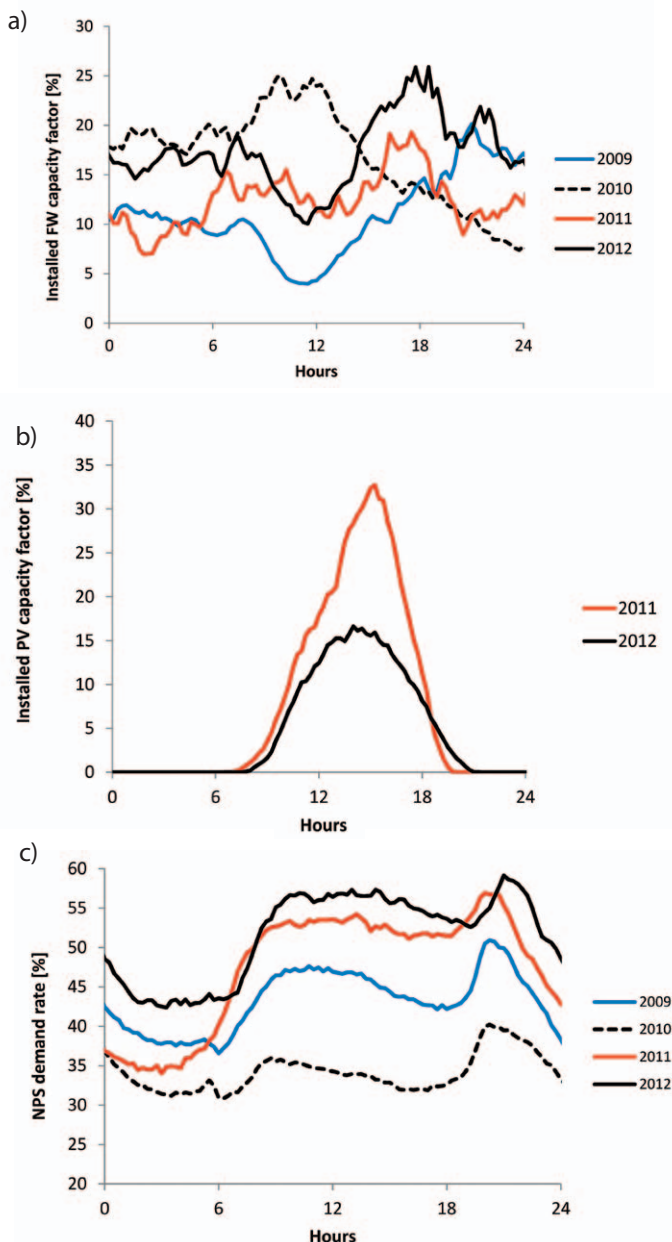 a)
Installed FW capacity factor [%]
30
25
20
15
10
5
0
0 6 12 18 24
Hours
2009
2010
2011
2012
b)
Installed PV capacity factor [%]
40
35
30
25
20
15
10
5
0
0 6 12 18 24
Hours
2011
2012
c)
NPS demand rate [%]
60
55
50
45
40
35
30
25
20
0 6 12 18 24
Hours
2009
2010
2011
2012